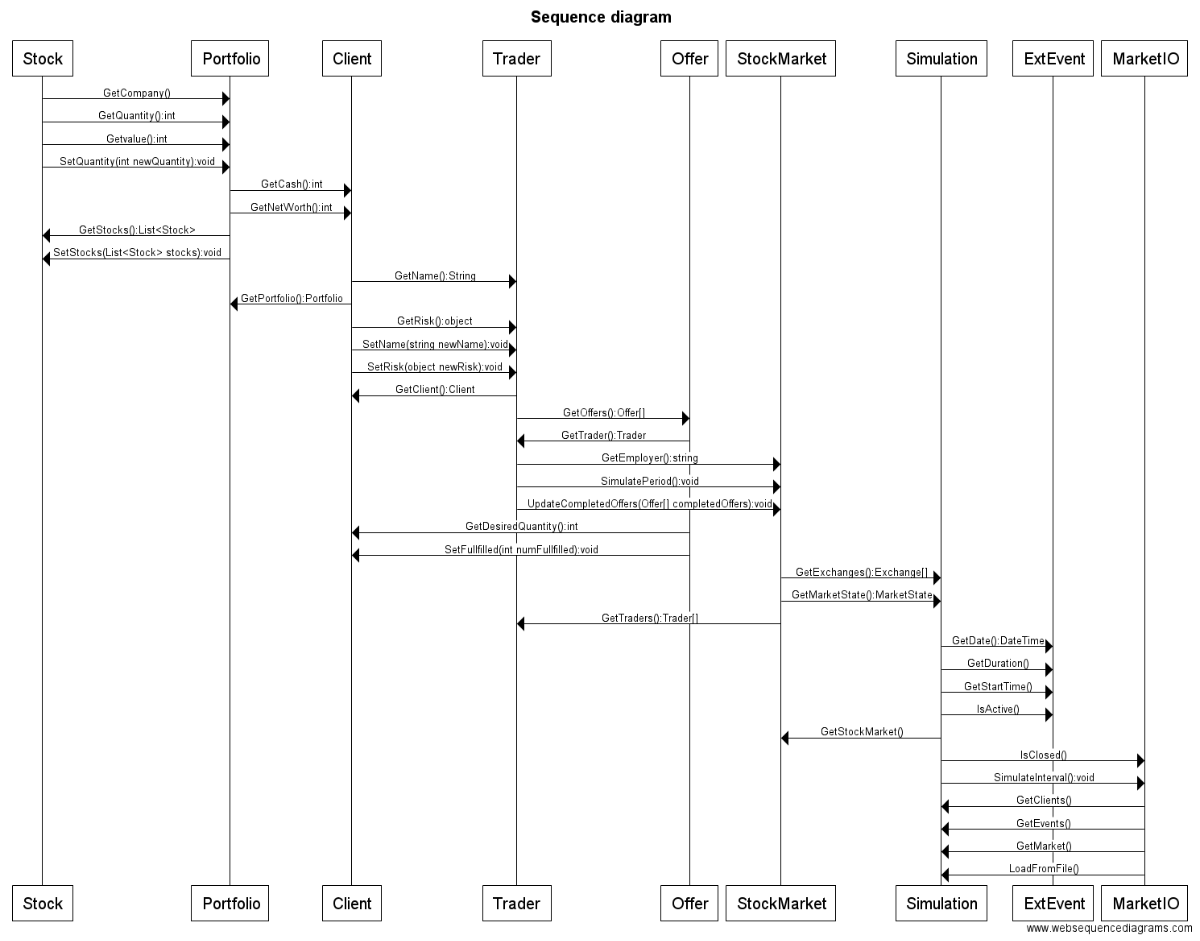 Sequence diagram
Stock Portfolio Client Trader Offer StockMarket Simulation ExtEvent MarketIO
GetCompany()
GetQuantity():int
Getvalue():int
SetQuantity(int newQuantity):void
GetCash():int
GetNetWorth():int
GetStocks():List<Stock>
SetStocks(List<Stock> stocks):void
GetName():String
GetPortfolio():Portfolio
GetRisk():object
SetName(string newName):void
SetRisk(object newRisk):void
GetClient():Client
GetOffers():Offer[]
GetTrader():Trader
GetEmployer():string
SimulatePeriod():void
UpdateCompletedOffers(Offer[] completedOffers):void
GetDesiredQuantity():int
SetFullfilled(int numFullfilled):void
GetExchanges():Exchange[]
GetMarketState():MarketState
GetTraders():Trader[]
GetDate():DateTime
GetDuration()
GetStartTime()
IsActive()
GetStockMarket()
IsClosed()
SimulateInterval():void
GetClients()
GetEvents()
GetMarket()
LoadFromFile()
Stock Portfolio Client Trader Offer StockMarket Simulation ExtEvent MarketIO
www.websequencediagrams.com